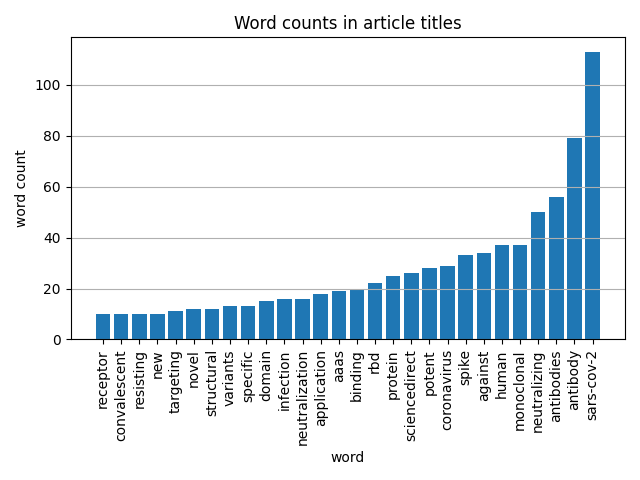 Word counts in article titles
word count
100
80
60
40
20
0
receptor
convalescent
resisting
new
targeting
novel
structural
variants
specific
domain
infection
neutralization
application
aaas
binding
rbd
protein
sciencedirect
potent
coronavirus
spike
against
human
monoclonal
neutralizing
antibodies
antibody
sars-cov-2
word